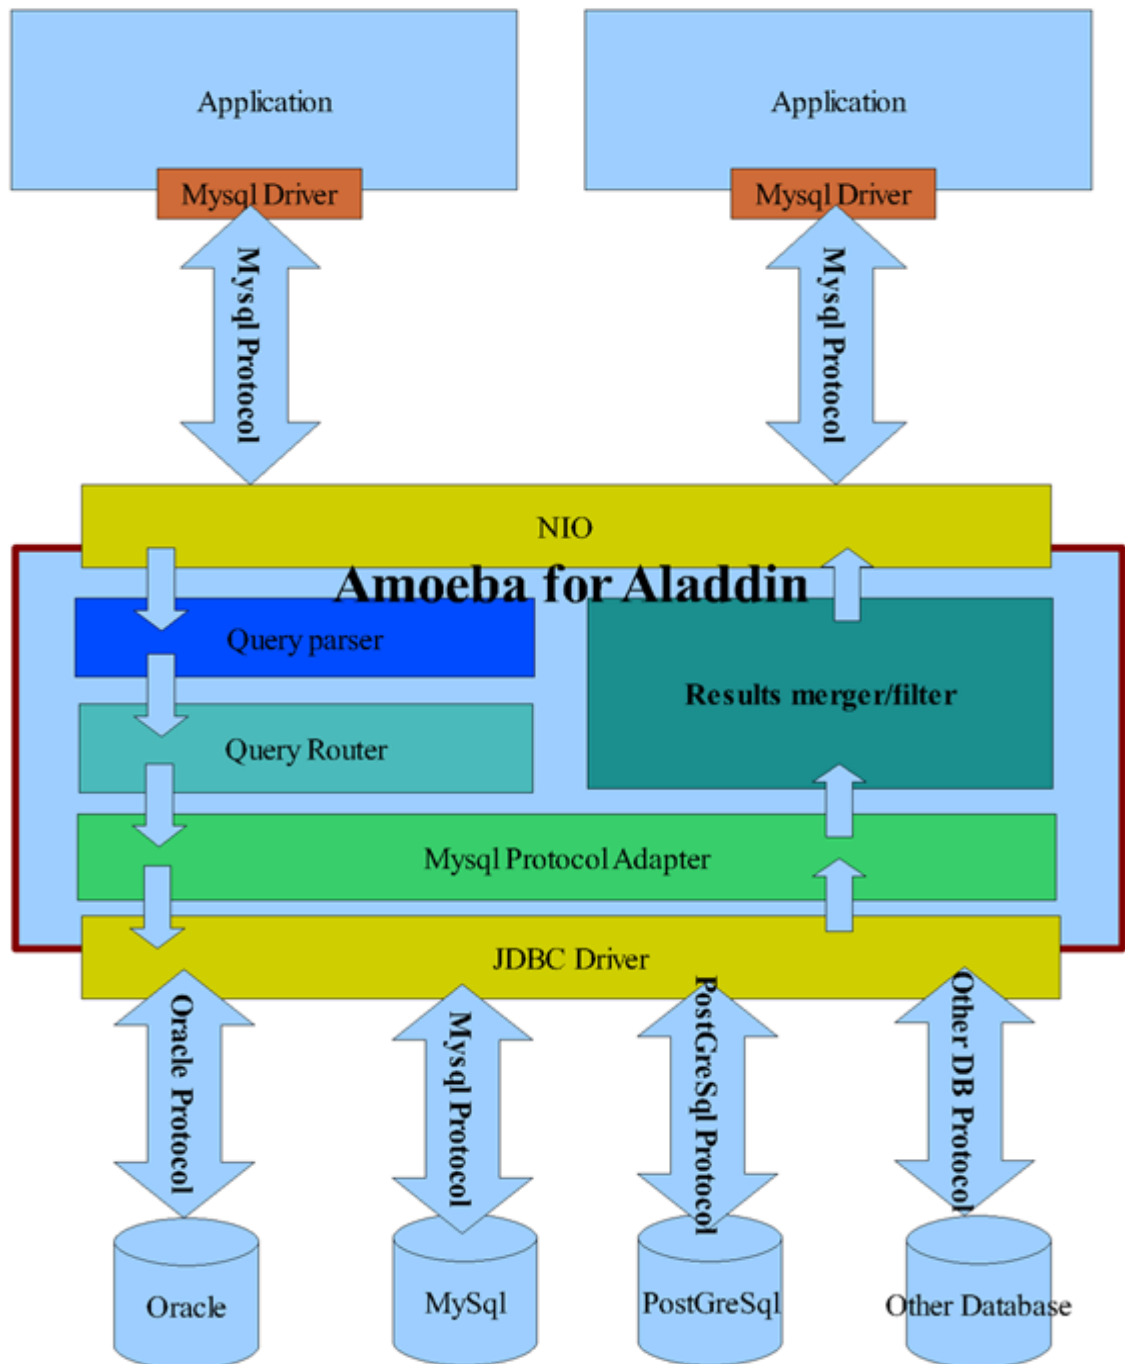 Application
Application
Mysql Driver
Mysql Driver
Mysql Protocol
Mysql Protocol
NIO
Amoeba for Aladdin
Query parser
Results merger/filter
Query Router
Mysql Protocol Adapter
JDBC Driver
Oracle Protocol
Mysql Protocol
PostGreSql Protocol
Other DB Protocol
Oracle
MySql
PostGreSql
Other Database